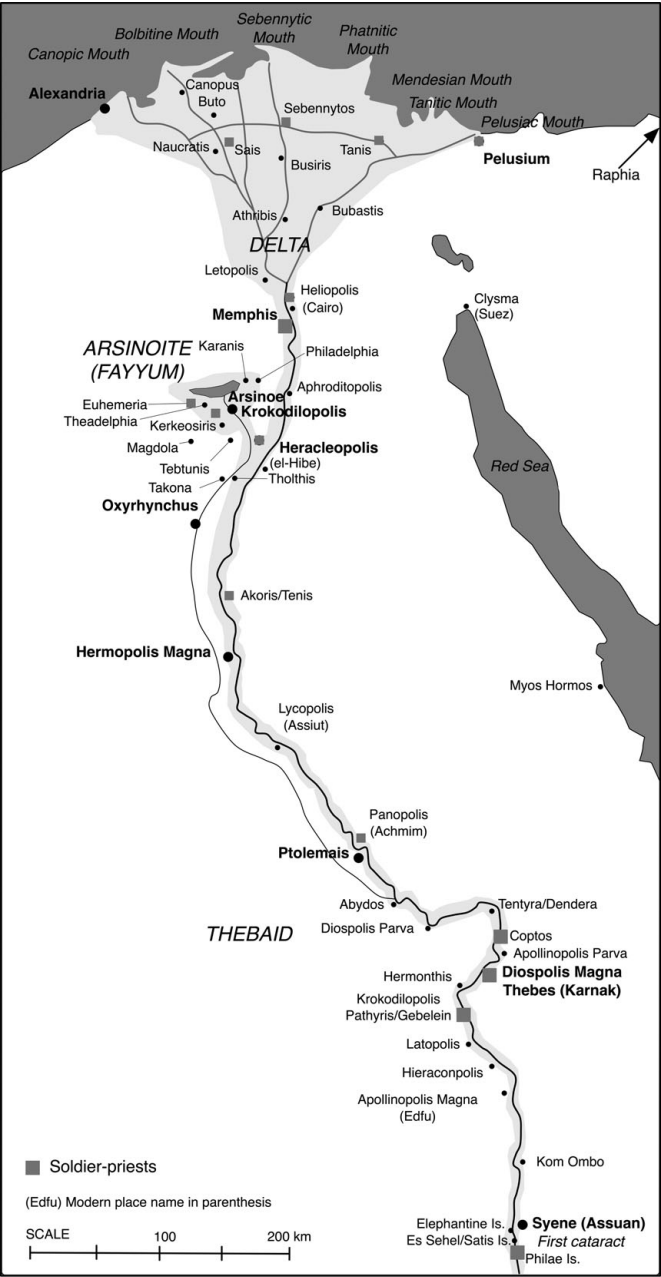 Sebennytic
Mouth
Bolbitine Mouth
Phatnitic
Mouth
Canopic Mouth
Mendesian Mouth
Tanitic Mouth
Pelusiac Mouth
Alexandria
Canopus
Buto
Sebennytos
Naucratis
Sais
Tanis
Busiris
Pelusium
Raphia
Athribis
Bubastis
DELTA
Letopolis
Heliopolis
(Cairo)
Memphis
Clysma
(Suez)
ARSINOITE
(FAYYUM)
Karanis
Philadelphia
Aphroditopolis
Arsinoe
Krokodilopolis
Euhemeria
Theadelphia
Kerkeosiris
Magdola
Heracleopolis
(el-Hibe)
Tebtunis
Takona
Tholthis
Red Sea
Oxyrhynchus
Akoris/Tenis
Hermopolis Magna
Myos Hormos
Lycopolis
(Assiut)
Panopolis
(Achmim)
Ptolemais
Abydos
Tentyra/Dendera
THEBAID
Diospolis Parva
Coptos
Apollinopolis Parva
Diospolis Magna
Thebes (Karnak)
Hermonthis
Krokodilopolis
Pathyris/Gebelein
Latopolis
Hieraconpolis
Apollinopolis Magna
(Edfu)
Kom Ombo
Soldier-priests
(Edfu) Modern place name in parenthesis
Elephantine Is.
Syene (Assuan)
Es Sehel/Satis Is.
First cataract
Philae Is.
SCALE
100
200 km